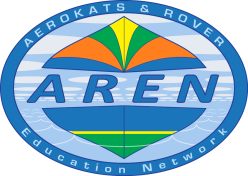 AEROKATS & ROVER
AREN
Education Network